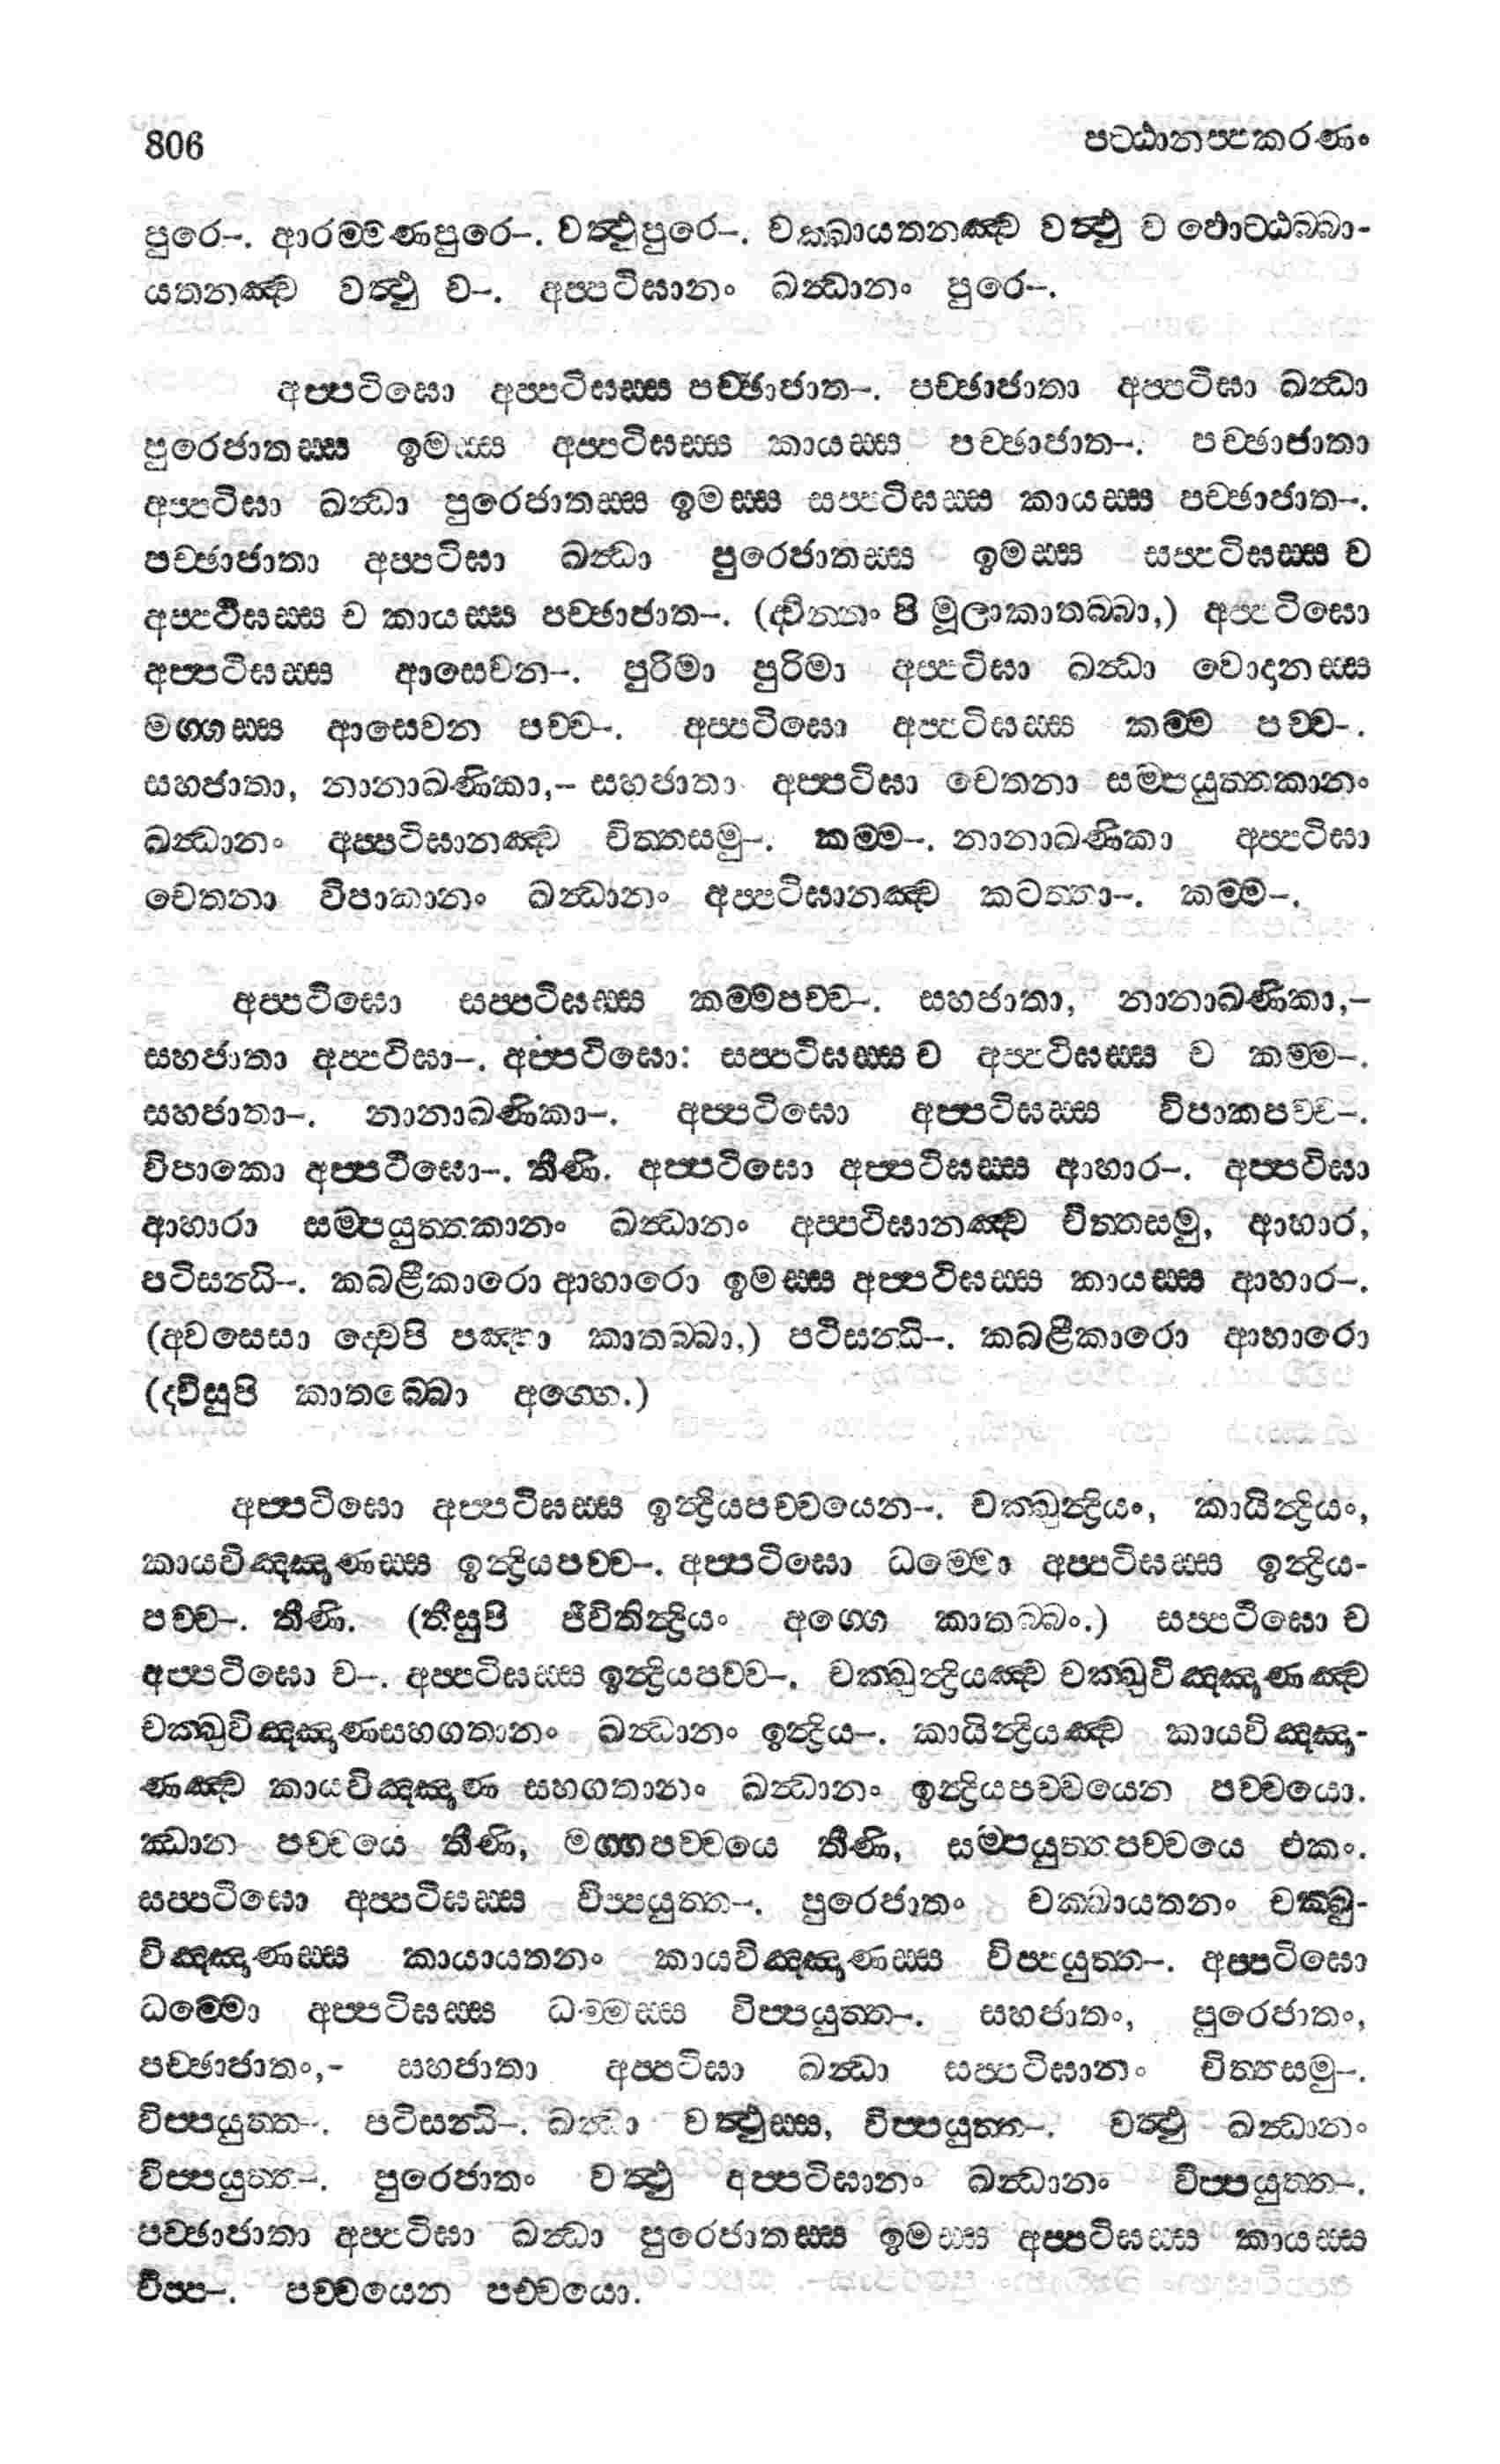 806
පට‍්ඨානප‍්පකරණං
පුරෙ-. ආරම‍්මණපුරෙ-. වත්‍ථුපුරෙ-. චක‍්ඛායතනඤ‍්ච වත්‍ථු ච ඵොට‍්ඨබ‍්බා-
යතනඤ‍්ච වත්‍ථු ච-. අප‍්පටිඝානං ඛන්‍ධානං පුරෙ-.
අප‍්පටිඝො අප‍්පටිඝස‍්ස පච‍්ඡාජාත-. පච‍්ඡාජාතා අප‍්පටිඝා ඛන්‍ධා
පුරෙජාතස‍්ස ඉමස‍්ස අප‍්පටිඝස‍්ස කායස‍්ස පච‍්ඡාජාත-. පච‍්ඡාජාතා
අප‍්පටිඝා ඛන්‍ධා පුරෙජාතස‍්ස ඉමස‍්ස සප‍්පටිඝස‍්ස කායස‍්ස පච‍්ඡාජාත-.
පච‍්ඡාජාතා අප‍්පටිඝා ඛන්‍ධා පුරෙජාතස‍්ස ඉමස‍්ස සප‍්පටිඝස‍්ස ච
අප‍්පටිඝස‍්ස ච කායස‍්ස පච‍්ඡාජාත-. (ද්‍වින‍්නං පි මූලාකාතබ‍්බා,) අප‍්පටිඝො
අප‍්පටිඝස‍්ස ආසෙවන-. පුරිමා පුරිමා අප‍්පටිඝා ඛන්‍ධා වොදානස‍්ස
මග‍්ගස‍්ස ආසෙවන පච‍්ච-. අප‍්පටිඝො අප‍්පටිඝස‍්ස කම‍්ම පච‍්ච-.
සහජාතා, නානාඛණිකා,- සහජාතා අප‍්පටිඝා චෙතනා සම‍්පයුත‍්තකානං
ඛන්‍ධානං අප‍්පටිඝානඤ‍්ච චිත‍්තසමු-. කම‍්ම-. නානාඛණිකා අප‍්පටිඝා
චෙතනා විපාකානං ඛන්‍ධානං අප‍්පටිඝානඤ‍්ච කටත‍්තා-. කම‍්ම-.
අප‍්පටිඝො සප‍්පටිඝස‍්ස කම‍්මපච‍්ච-. සහජාතා, නානාඛණිකා,-
සහජාතා අප‍්පටිඝා-. අප‍්පටිඝො: සප‍්පටිඝස‍්ස ච අප‍්පටිඝස‍්ස ච කම‍්ම-.
සහජාතා-. නානාඛණිකා-. අප‍්පටිඝො අප‍්පටිඝස‍්ස විපාකපච‍්ච-.
විපාකො අප‍්පටිඝො-. තීණි. අප‍්පටිඝො අප‍්පටිඝස‍්ස ආහාර-. අප‍්පටිඝා
ආහාරා සම‍්පයුත‍්තකානං ඛන්‍ධානං අප‍්පටිඝානඤ‍්ච චිත‍්තසමු, ආහාර,
පටිසන්‍ධි-. කබළීකාරො ආහාරො ඉමස‍්ස අප‍්පටිඝස‍්ස කායස‍්ස ආහාර-.
(අවසෙසා ද්‍වෙපි පඤ‍්හා කාතබ‍්බා,) පටිසන්‍ධි-. කබළීකාරො ආහාරො
(ද්‍විසුපි කාතබ‍්බො අග‍්ගෙ.)
අප‍්පටිඝො අප‍්පටිඝස‍්ස ඉන්‍ද්‍රියපච‍්චයෙන-. චක‍්ඛුන්‍ද්‍රියං, කායින්‍ද්‍රියං,
කායවිඤ‍්ඤාණස‍්ස ඉන්‍ද්‍රියපච‍්ච-. අප‍්පටිඝො ධම‍්මො අප‍්පටිඝස‍්ස ඉන්‍ද්‍රිය-
පච‍්ච-. තීණි. (තීසුපි ජීවිතින්‍ද්‍රියං අග‍්ගෙ කාතබ‍්බං.) සප‍්පටිඝො ච
අප‍්පටිඝො ච-. අප‍්පටිඝස‍්ස ඉන්‍ද්‍රියපච‍්ච-. චක‍්ඛුන්‍ද්‍රියඤ‍්ච චක‍්ඛුවිඤ‍්ඤාණඤ‍්ච
චක‍්ඛුවිඤ‍්ඤාණසහගතානං ඛන්‍ධානං ඉන්‍ද්‍රිය-. කායින්‍ද්‍රියඤ‍්ච කායවිඤ‍්ඤා-
ණඤ‍්ච කායවිඤ‍්ඤාණ සහගතානං ඛන්‍ධානං ඉන්‍ද්‍රියපච‍්චයෙන පච‍්චයො.
ඣාන පච‍්චයෙ තීණි, මග‍්ගපච‍්චයෙ තීණි, සම‍්පයුත‍්තපච‍්චයෙ එකං.
සප‍්පටිඝො අප‍්පටිඝස‍්ස විප‍්පයුත‍්ත-. පුරෙජාතං චක‍්ඛායතනං චක‍්ඛු-
විඤ‍්ඤාණස‍්ස කායායතනං කායවිඤ‍්ඤාණස‍්ස විප‍්පයුත‍්ත-. අප‍්පටිඝො
ධම‍්මො අප‍්පටිඝස‍්ස ධම‍්මස‍්ස විප‍්පයුත‍්ත-. සහජාතං, පුරෙජාතං,
පච‍්ඡාජාතං,- සහජාතා අප‍්පටිඝා ඛන්‍ධා සප‍්පටිඝානං චිත‍්තසමු-.
විප‍්පයුත‍්ත-. පටිසන්‍ධි-. ඛන්‍ධා වත්‍ථුස‍්ස, විප‍්පයුත‍්ත-. වත්‍ථු ඛන්‍ධානං
විප‍්පයුත‍්ත-. පුරෙජාතං වත්‍ථු අප‍්පටිඝානං ඛන්‍ධානං විප‍්පයුත‍්ත-.
පච‍්ඡාජාතා අප‍්පටිඝා ඛන්‍ධා පුරෙජාතස‍්ස ඉමස‍්ස අප‍්පටිඝස‍්ස කායස‍්ස
විප‍්ප-. පච‍්චයෙන පච‍්චයො.